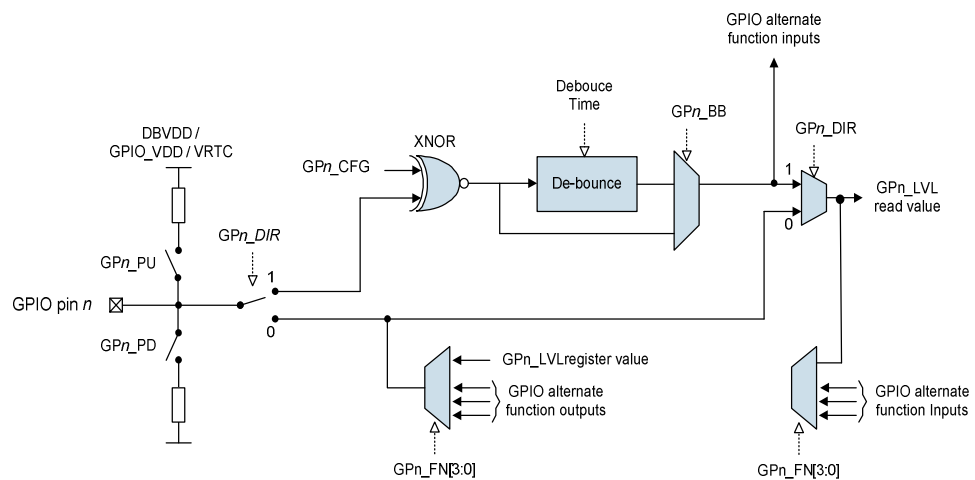 GPIO alternate
function inputs
Debouce
Time
GPn_BB
GPn_DIR
DBVDD /
GPIO_VDD / VRTC
XNOR
GPn_CFG
De-bounce
1
GPn_LVL
read value
0
GPn_DIR
GPn_PU
1
GPIO pin n
0
GPn_PD
GPn_LVLregister value
GPIO alternate
function outputs
GPIO alternate
function Inputs
GPn_FN[3:0]
GPn_FN[3:0]